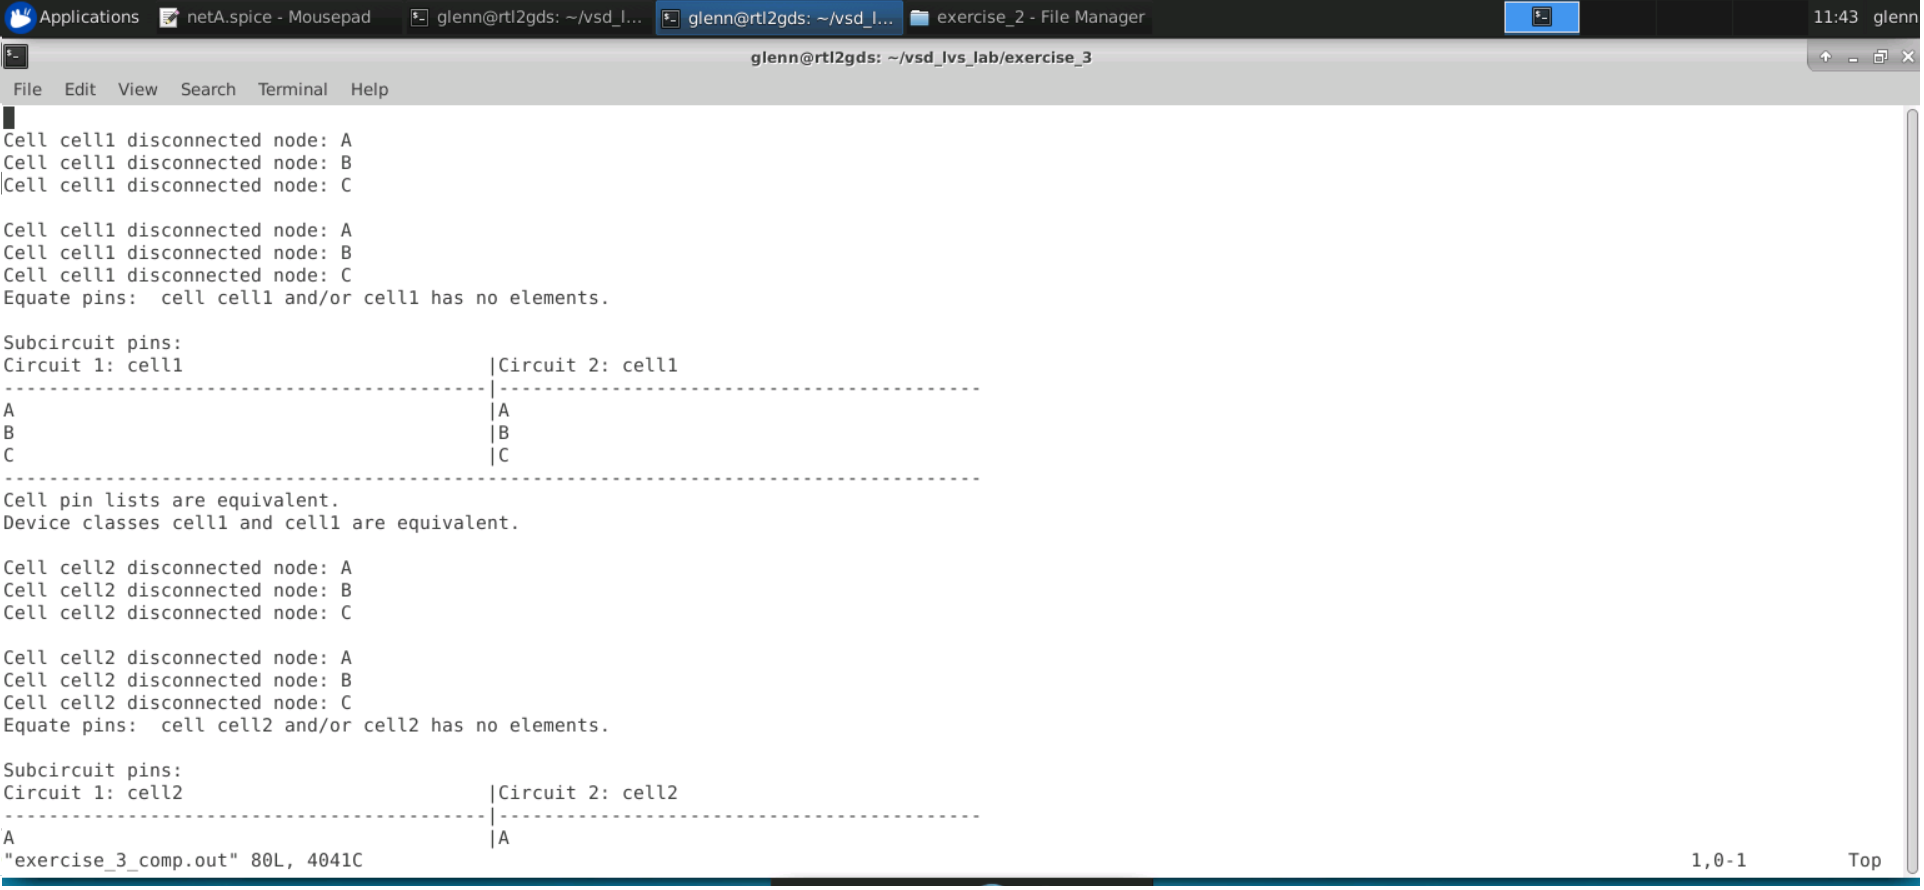 Applications netA.spice - Mousepad glenn@rtl2gds: ~/vsd_l... glenn@rtl2gds: ~/vsd_l... exercise_2 - File Manager 11:43 glenn
glenn@rtl2gds: ~/vsd_lvs_lab/exercise_3
File Edit View Search Terminal Help
Cell cell1 disconnected node: A
Cell cell1 disconnected node: B
Cell cell1 disconnected node: C
Cell cell1 disconnected node: A
Cell cell1 disconnected node: B
Cell cell1 disconnected node: C
Equate pins:  cell cell1 and/or cell1 has no elements.
Subcircuit pins:
Circuit 1: cell1                           |Circuit 2: cell1
-------------------------------------------|-------------------------------------------
A                                          |A
B                                          |B
C                                          |C
---------------------------------------------------------------------------------------
Cell pin lists are equivalent.
Device classes cell1 and cell1 are equivalent.
Cell cell2 disconnected node: A
Cell cell2 disconnected node: B
Cell cell2 disconnected node: C
Cell cell2 disconnected node: A
Cell cell2 disconnected node: B
Cell cell2 disconnected node: C
Equate pins:  cell cell2 and/or cell2 has no elements.
Subcircuit pins:
Circuit 1: cell2                           |Circuit 2: cell2
-------------------------------------------|-------------------------------------------
A                                          |A
"exercise_3_comp.out" 80L, 4041C 1,0-1 Top